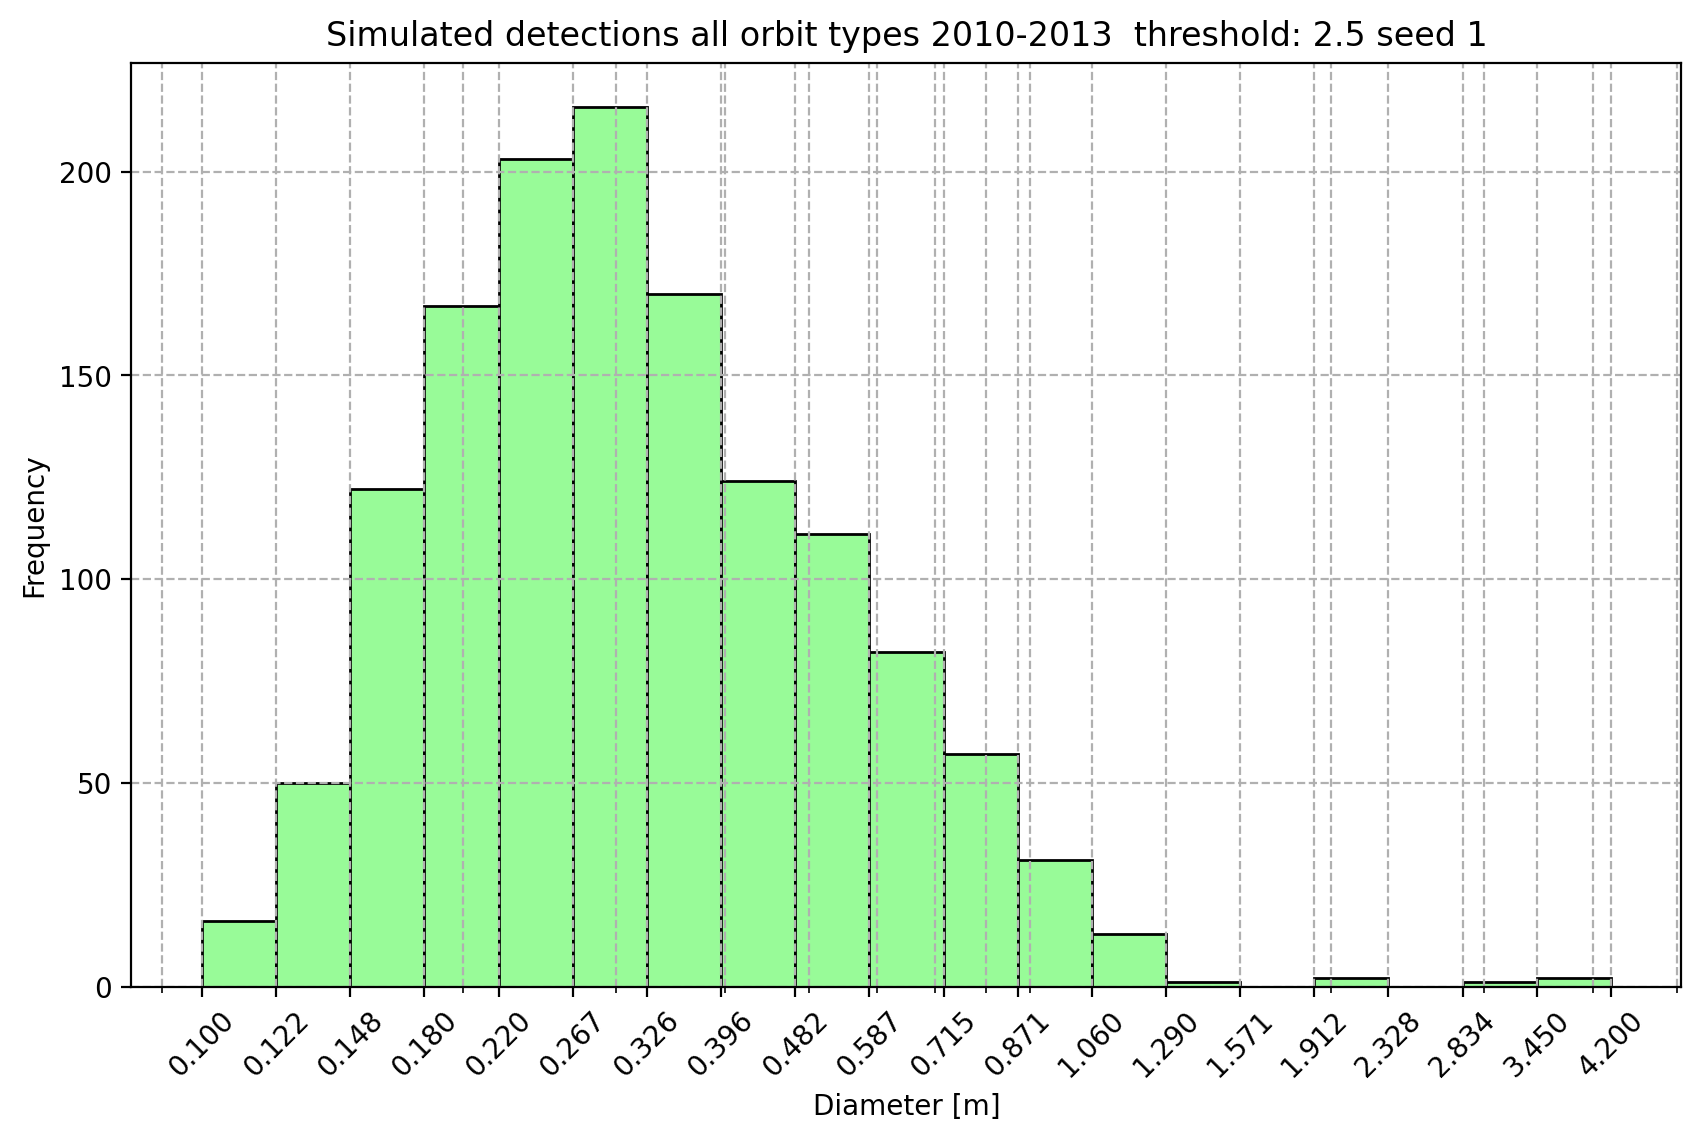 Simulated detections all orbit types 2010-2013  threshold: 2.5 seed 1
Frequency
200
150
100
50
0
0.100 0.122 0.148 0.180 0.220 0.267 0.326 0.396 0.482 0.587 0.715 0.871 1.060 1.290 1.571 1.912 2.328 2.834 3.450 4.200
Diameter [m]